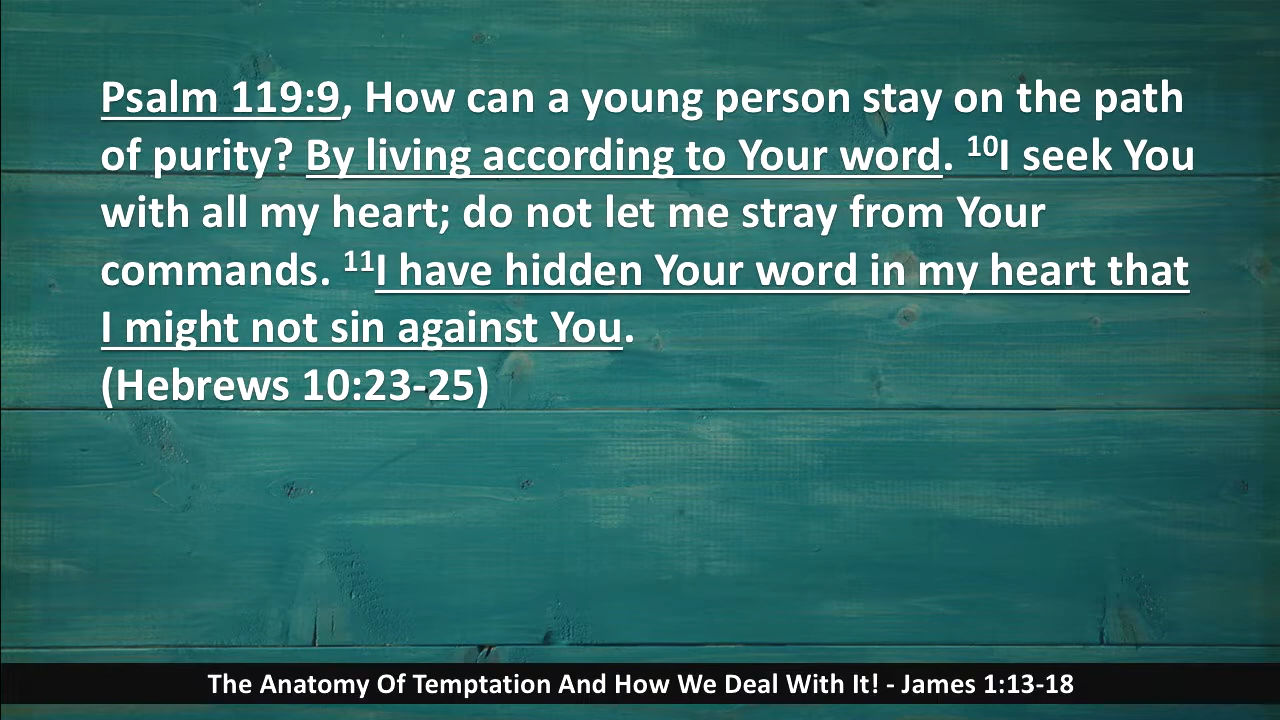 Psalm 119:9, How can a young person stay on the path
of purity? By living according to Your word. ¹⁰I seek You
with all my heart; do not let me stray from Your
commands. ¹¹I have hidden Your word in my heart that
I might not sin against You.
(Hebrews 10:23-25)
The Anatomy Of Temptation And How We Deal With It! - James 1:13-18